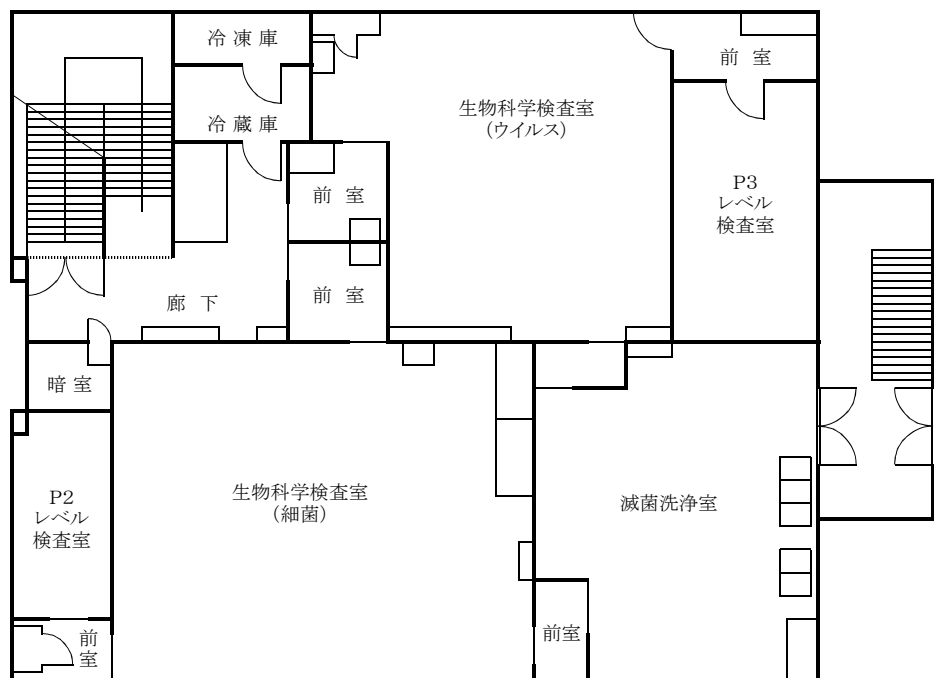 冷凍庫
前室
冷蔵庫
生物科学検査室
（ウイルス）
前室
P3
レベル
検査室
前室
廊下
暗室
生物科学検査室
（細菌）
滅菌洗浄室
P2
レベル
検査室
前
室
前室